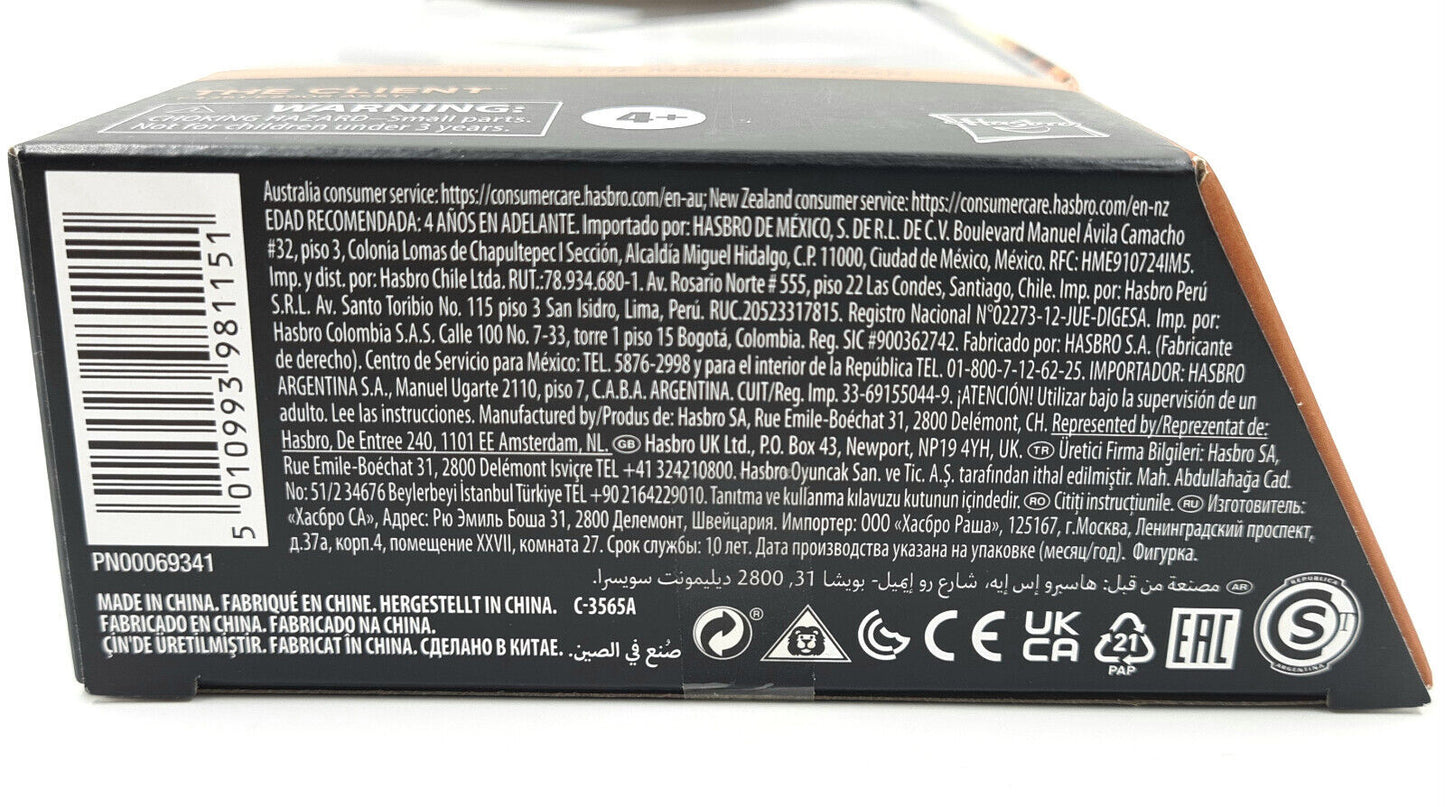 THE CLIENT™
WARNING:
CHOKING HAZARD–Small parts.
Not for children under 3 years.
4+
Hasbro
Australia consumer service: https://consumercare.hasbro.com/en-au; New Zealand consumer service: https://consumercare.hasbro.com/en-nz
EDAD RECOMENDADA: 4 AÑOS EN ADELANTE. Importado por: HASBRO DE MÉXICO, S. DE R.L. DE C.V. Boulevard Manuel Ávila Camacho
#32, piso 3, Colonia Lomas de Chapultepec I Sección, Alcaldía Miguel Hidalgo, C.P. 11000, Ciudad de México, México. RFC: HME910724IM5.
Imp. y dist. por: Hasbro Chile Ltda. RUT.:78.934.680-1. Av. Rosario Norte # 555, piso 22 Las Condes, Santiago, Chile. Imp. por: Hasbro Perú
S.R.L. Av. Santo Toribio No. 115 piso 3 San Isidro, Lima, Perú. RUC.20523317815. Registro Nacional N°02273-12-JUE-DIGESA. Imp. por:
Hasbro Colombia S.A.S. Calle 100 No. 7-33, torre 1 piso 15 Bogotá, Colombia. Reg. SIC #900362742. Fabricado por: HASBRO S.A. (Fabricante
de derecho). Centro de Servicio para México: TEL. 5876-2998 y para el interior de la República TEL. 01-800-7-12-62-25. IMPORTADOR: HASBRO
ARGENTINA S.A., Manuel Ugarte 2110, piso 7, C.A.B.A. ARGENTINA. CUIT/Reg. Imp. 33-69155044-9. ¡ATENCIÓN! Utilizar bajo la supervisión de un
adulto. Lee las instrucciones. Manufactured by/Produs de: Hasbro SA, Rue Emile-Boéchat 31, 2800 Delémont, CH. Represented by/Reprezentat de:
Hasbro, De Entree 240, 1101 EE Amsterdam, NL. GB Hasbro UK Ltd., P.O. Box 43, Newport, NP19 4YH, UK. TR Üretici Firma Bilgileri: Hasbro SA,
Rue Emile-Boéchat 31, 2800 Delémont İsviçre TEL +41 324210800. Hasbro Oyuncak San. ve Tic. A.Ş. tarafından ithal edilmiştir. Mah. Abdullahağa Cad.
No: 51/2 34676 Beylerbeyi İstanbul Türkiye TEL +90 2164229010. Tanıtma ve kullanma kılavuzu kutunun içindedir. RO Citiți instrucțiunile. RU Изготовитель:
«Хасбро СА», Адрес: Рю Эмиль Боша 31, 2800 Делемонт, Швейцария. Импортер: ООО «Хасбро Раша», 125167, г.Москва, Ленинградский проспект,
д.37а, корп.4, помещение XXVII, комната 27. Срок службы: 10 лет. Дата производства указана на упаковке (месяц/год). Фигурка.
AR مصنعة من قبل: هاسبرو إس إيه، شارع رو إيميل- بويشا 31, 2800 ديليمونت سويسرا.
5 010993 981151
PN00069341
MADE IN CHINA. FABRIQUÉ EN CHINE. HERGESTELLT IN CHINA. C-3565A
FABRICADO EN CHINA. FABRICADO NA CHINA.
ÇİN'DE ÜRETİLMİŞTİR. FABRICAT ÎN CHINA. СДЕЛАНО В КИТАЕ. صُنع في الصين.
®
CE
UK
CA
21
PAP
EAC
REPUBLICA
S
ARGENTINA